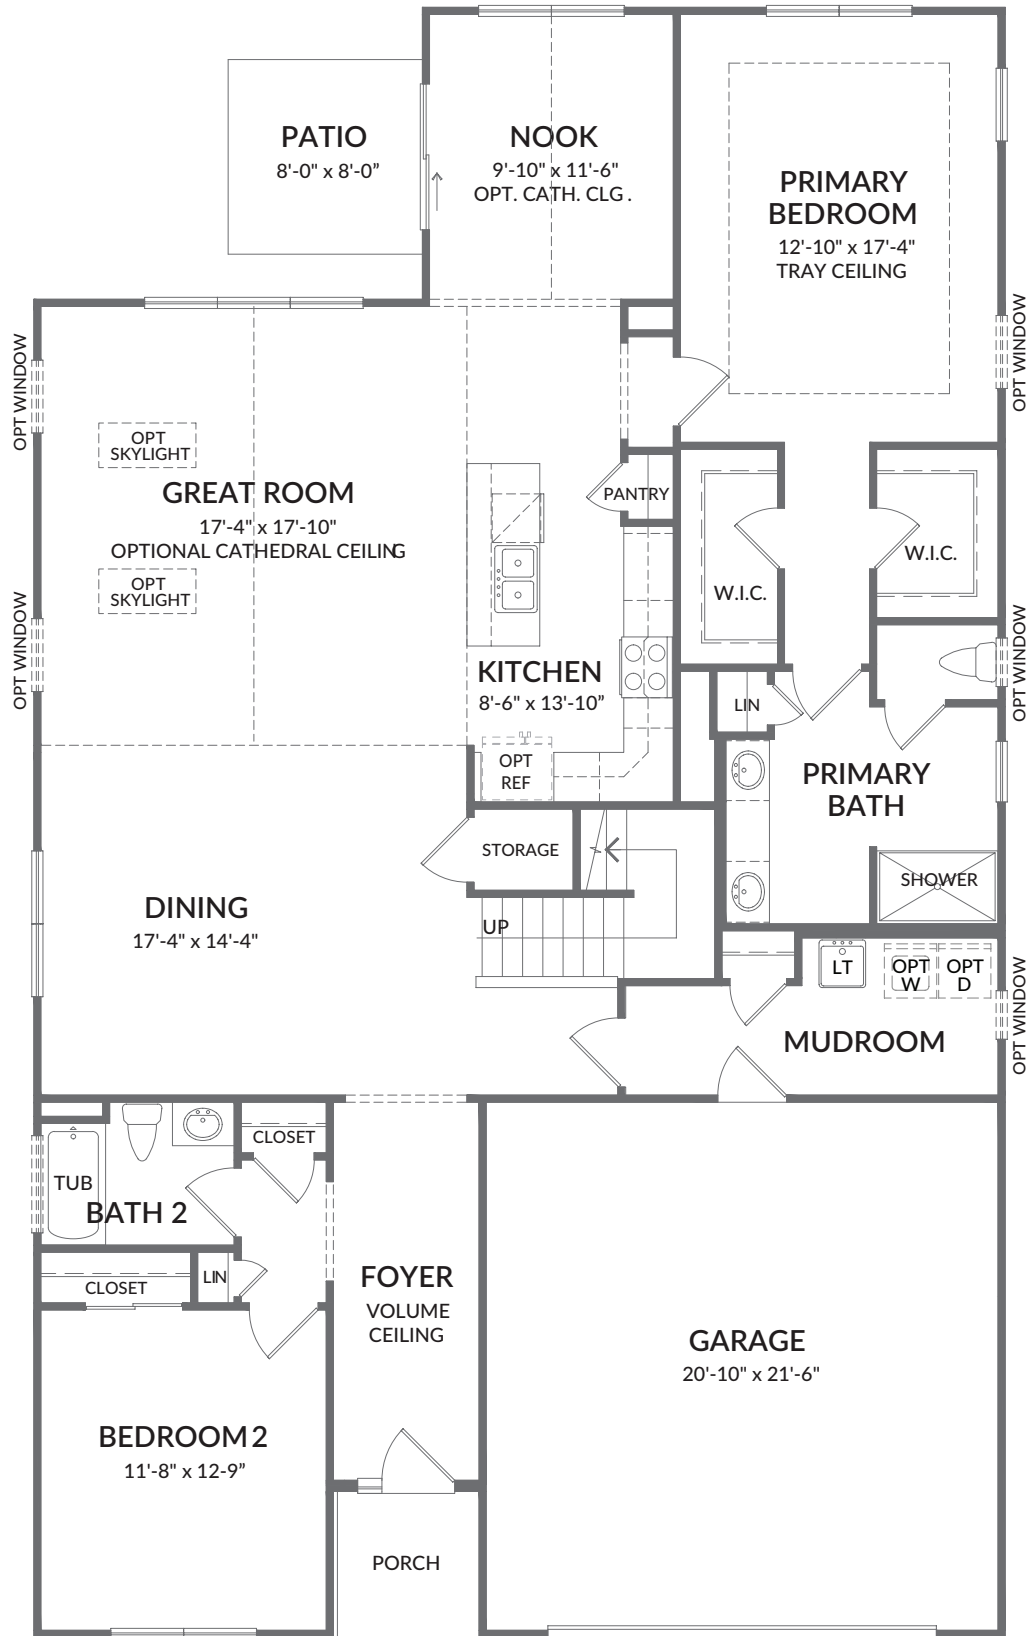 PATIO
8'-0" x 8'-0”
NOOK
9'-10" x 11'-6"
OPT. CATH. CLG .
PRIMARY
BEDROOM
12'-10" x 17'-4"
TRAY CEILING
OPT WINDOW
OPT WINDOW
OPT
SKYLIGHT
GREAT ROOM
17'-4" x 17'-10"
OPTIONAL CATHEDRAL CEILING
OPT
SKYLIGHT
OPT WINDOW
PANTRY
W.I.C.
W.I.C.
OPT WINDOW
KITCHEN
8'-6" x 13'-10”
LIN
OPT
REF
PRIMARY
BATH
STORAGE
SHOWER
DINING
17'-4" x 14'-4"
UP
LT
OPT
W
OPT
D
OPT WINDOW
MUDROOM
CLOSET
TUB
BATH 2
CLOSET
LIN
FOYER
VOLUME
CEILING
GARAGE
20'-10" x 21'-6"
BEDROOM 2
11'-8" x 12-9”
PORCH